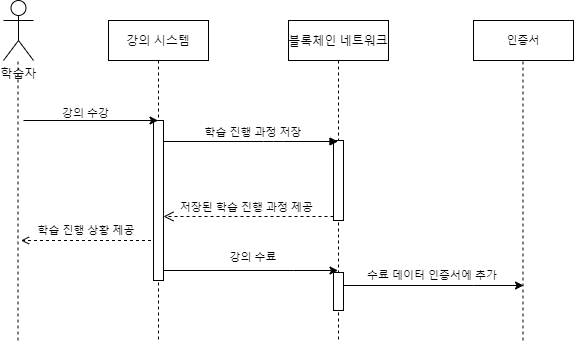 강의 시스템
블록체인 네트워크
인증서
학습자
강의 수강
학습 진행 과정 저장
저장된 학습 진행 과정 제공
학습 진행 상황 제공
강의 수료
수료 데이터 인증서에 추가